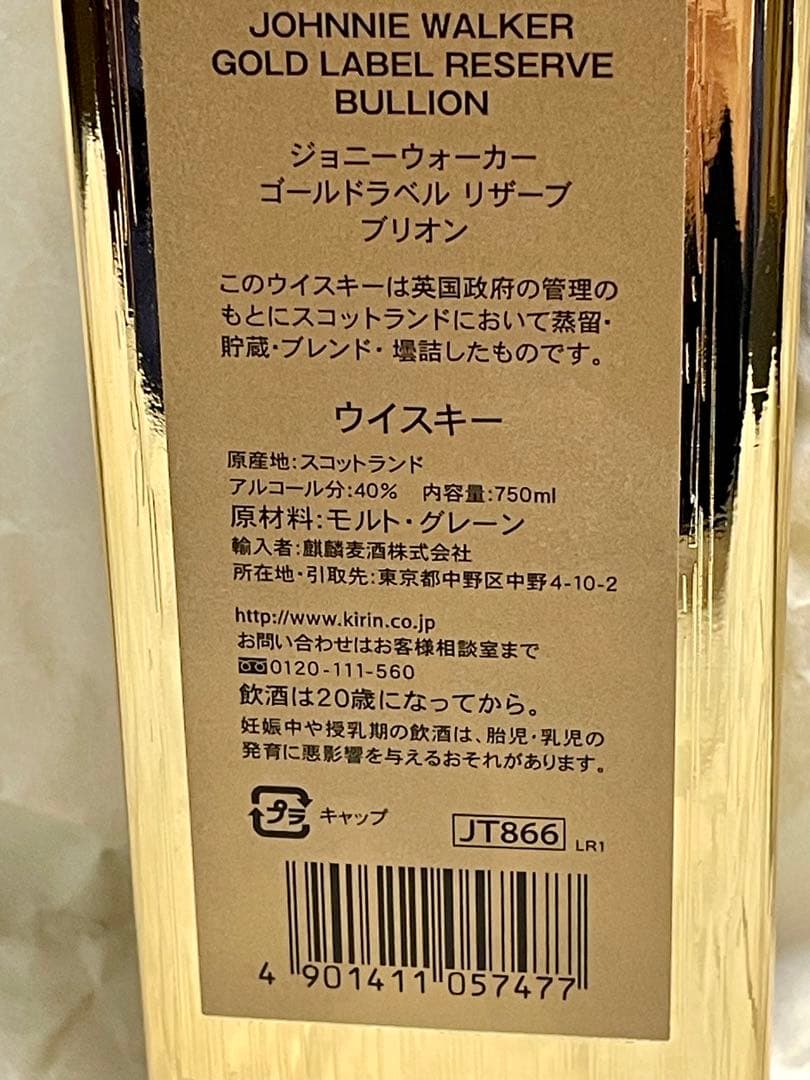 JOHNNIE WALKER
GOLD LABEL RESERVE
BULLION
ジョニーウォーカー
ゴールドラベル リザーブ
ブリオン
このウイスキーは英国政府の管理の
もとにスコットランドにおいて蒸留・
貯蔵・ブレンド・壜詰したものです。
ウイスキー
原産地:スコットランド
アルコール分:40% 内容量:750ml
原材料:モルト・グレーン
輸入者:麒麟麦酒株式会社
所在地・引取先:東京都中野区中野4-10-2
http://www.kirin.co.jp
お問い合わせはお客様相談室まで
0120-111-560
飲酒は20歳になってから。
妊娠中や授乳期の飲酒は、胎児・乳児の
発育に悪影響を与えるおそれがあります。
プラ キャップ
JT866 LR1
4 901411 057477